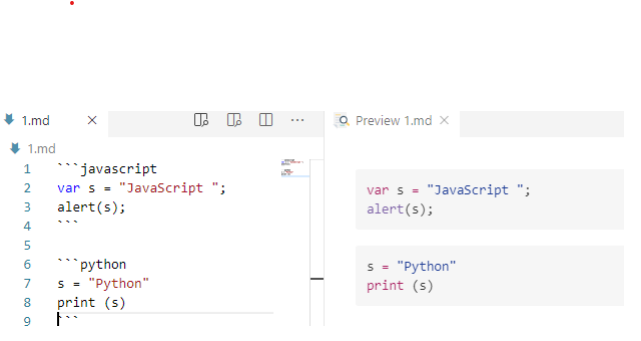 1.md
Preview 1.md
1.md
1 ```javascript
2 var s = "JavaScript ";
3 alert(s);
4 ```
5
6 ```python
7 s = "Python"
8 print (s)
9 ```
var s = "JavaScript ";
alert(s);
s = "Python"
print (s)